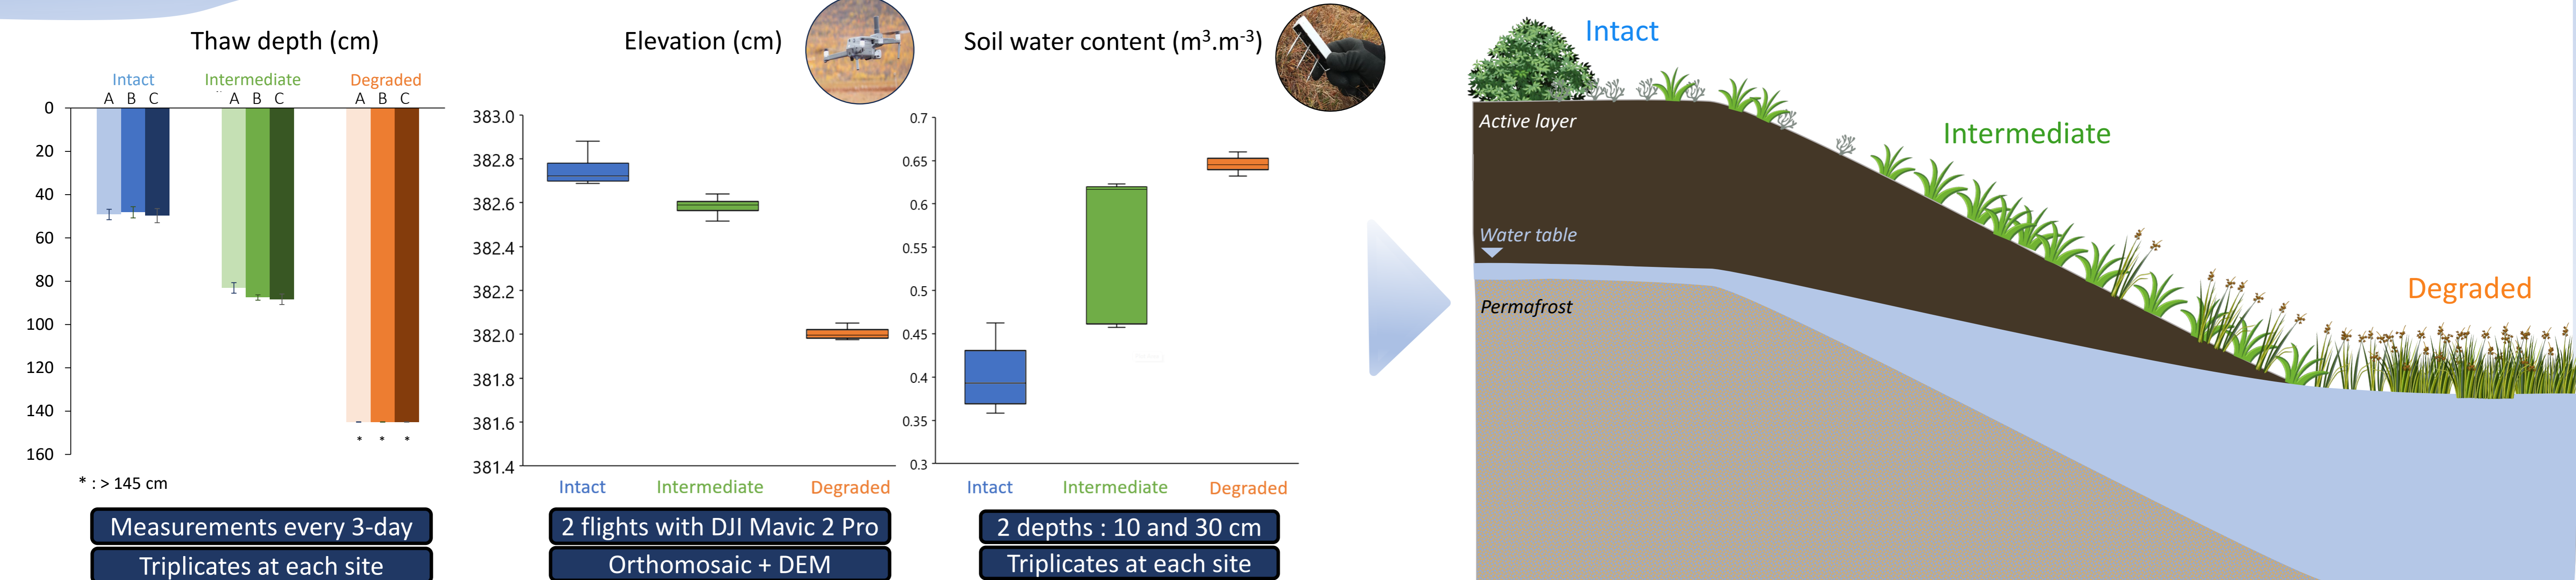 Thaw depth (cm)
Intact
Intermediate
Degraded
A B C
A B C
A B C
0
20
40
60
80
100
120
140
160
* * *
* : > 145 cm
Measurements every 3-day
Triplicates at each site
Elevation (cm)
383.0
382.8
382.6
382.4
382.2
382.0
381.8
381.6
381.4
Intact
Intermediate
Degraded
2 flights with DJI Mavic 2 Pro
Orthomosaic + DEM
Soil water content (m³.m⁻³)
0.7
0.65
0.6
0.55
0.5
0.45
0.4
0.35
0.3
Intact
Intermediate
Degraded
2 depths : 10 and 30 cm
Triplicates at each site
Intact
Active layer
Intermediate
Water table
Degraded
Permafrost